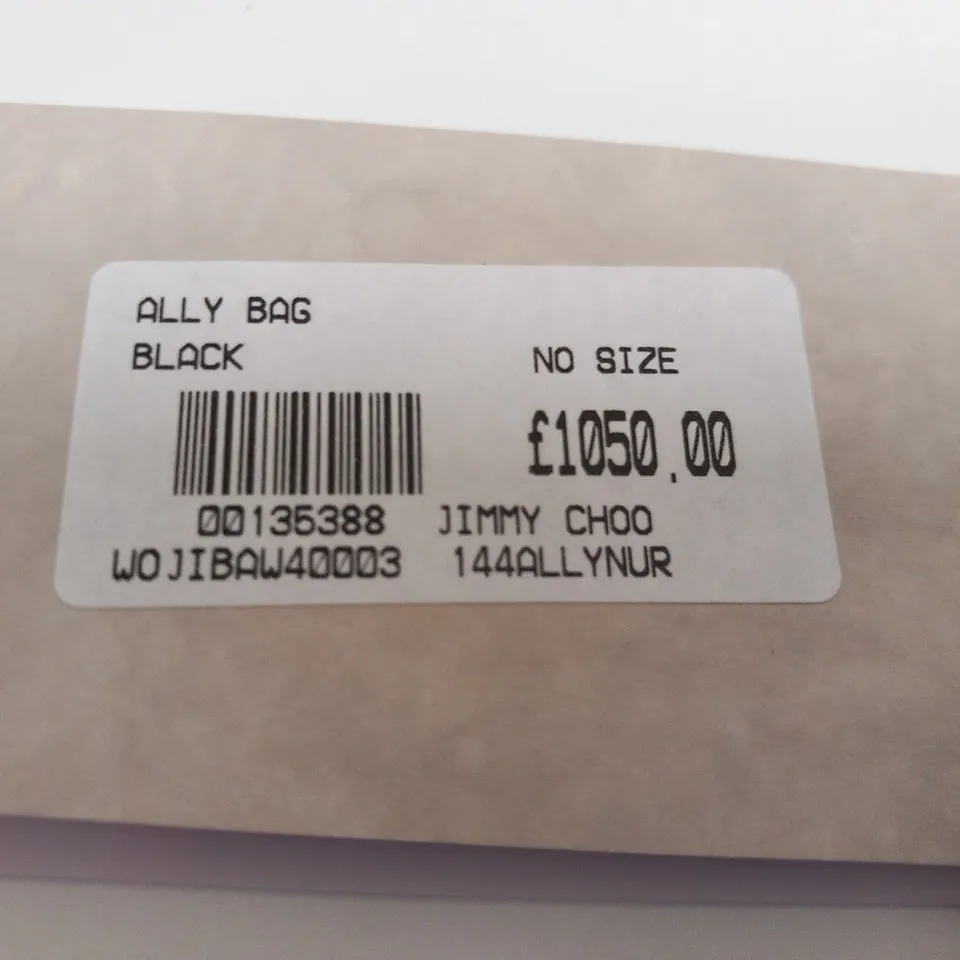 ALLY BAG
BLACK NO SIZE
£1050.00
00135388 JIMMY CHOO
WOJIBAW40003 144ALLYNUR